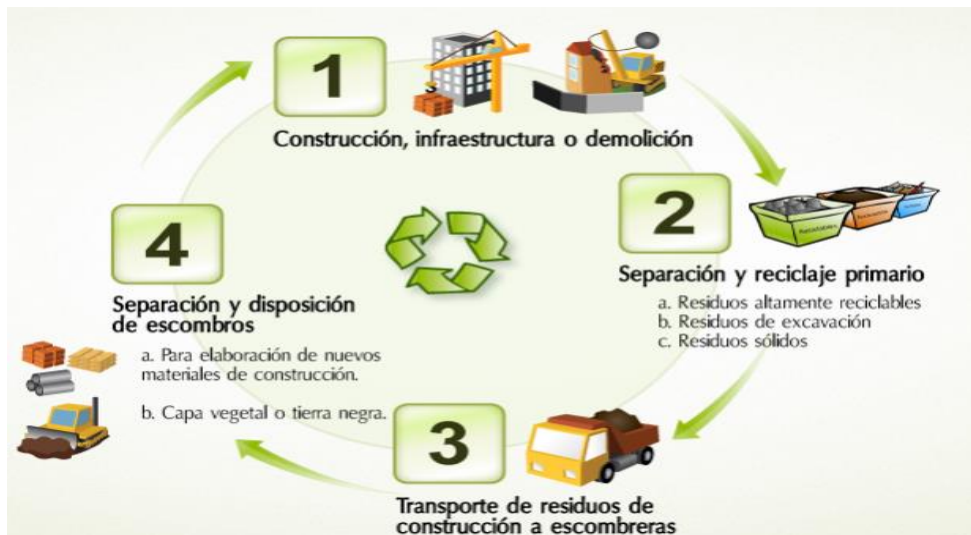 1
Construcción, infraestructura o demolición
2
Reciclables
Separación y reciclaje primario
a. Residuos altamente reciclables
b. Residuos de excavación
c. Residuos sólidos
3
Transporte de residuos de
construcción a escombreras
4
Separación y disposición
de escombros
a. Para elaboración de nuevos
materiales de construcción.
b. Capa vegetal o tierra negra.